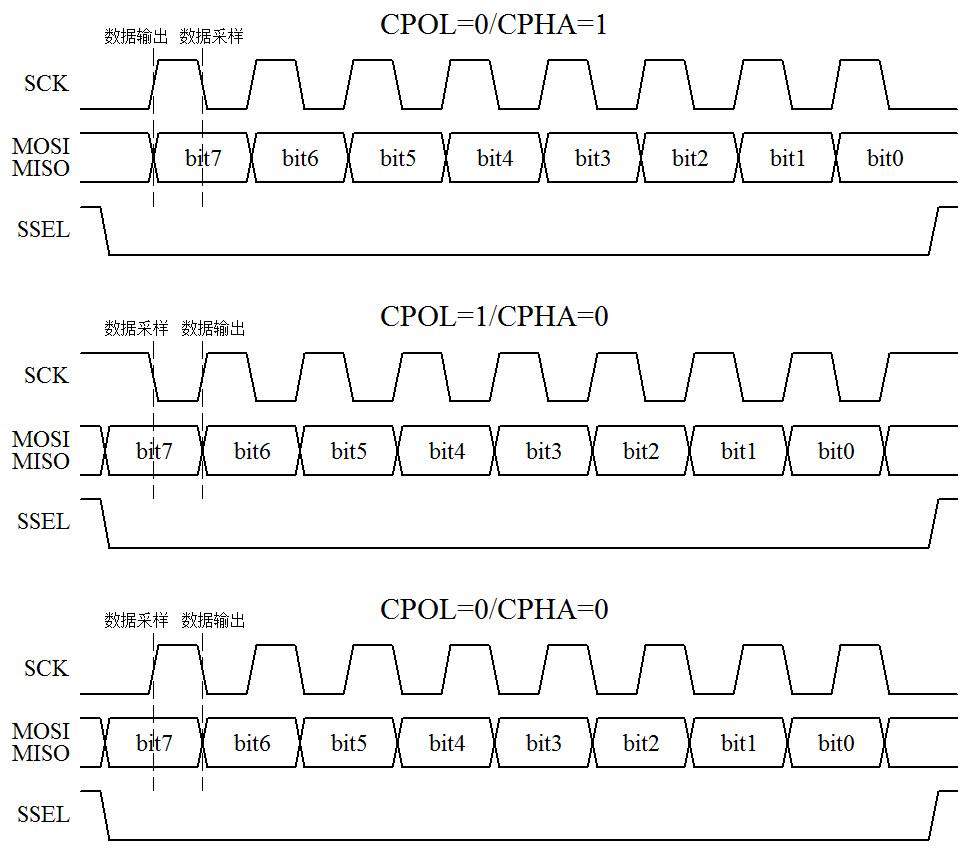 CPOL=0/CPHA=1
数据输出 数据采样
SCK
MOSI
MISO
bit7 bit6 bit5 bit4 bit3 bit2 bit1 bit0
SSEL
CPOL=1/CPHA=0
数据采样 数据输出
SCK
MOSI
MISO
bit7 bit6 bit5 bit4 bit3 bit2 bit1 bit0
SSEL
CPOL=0/CPHA=0
数据采样 数据输出
SCK
MOSI
MISO
bit7 bit6 bit5 bit4 bit3 bit2 bit1 bit0
SSEL